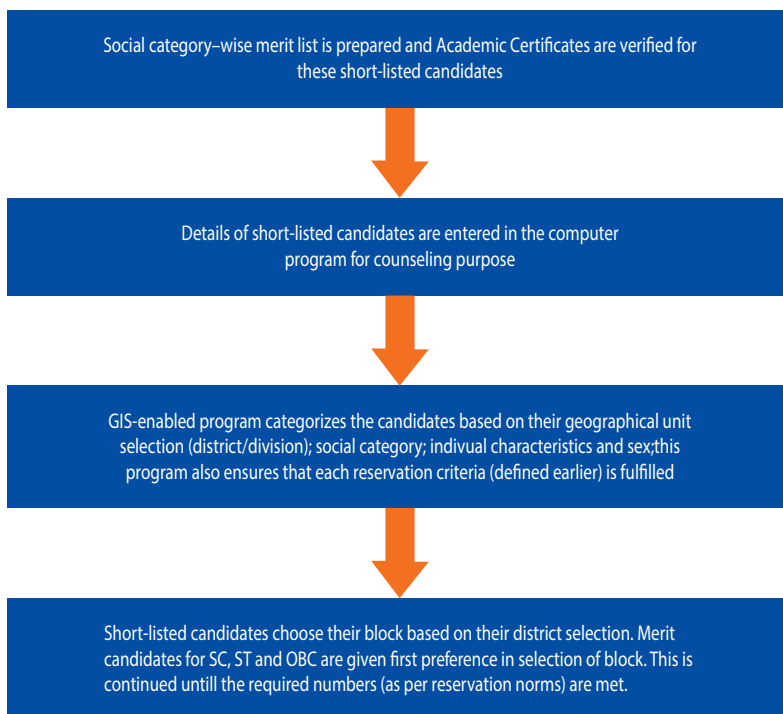 Social category–wise merit list is prepared and Academic Certificates are verified for
these short-listed candidates
Details of short-listed candidates are entered in the computer
program for counseling purpose
GIS-enabled program categorizes the candidates based on their geographical unit
selection (district/division); social category; indivual characteristics and sex;this
program also ensures that each reservation criteria (defined earlier) is fulfilled
Short-listed candidates choose their block based on their district selection. Merit
candidates for SC, ST and OBC are given first preference in selection of block. This is
continued untill the required numbers (as per reservation norms) are met.